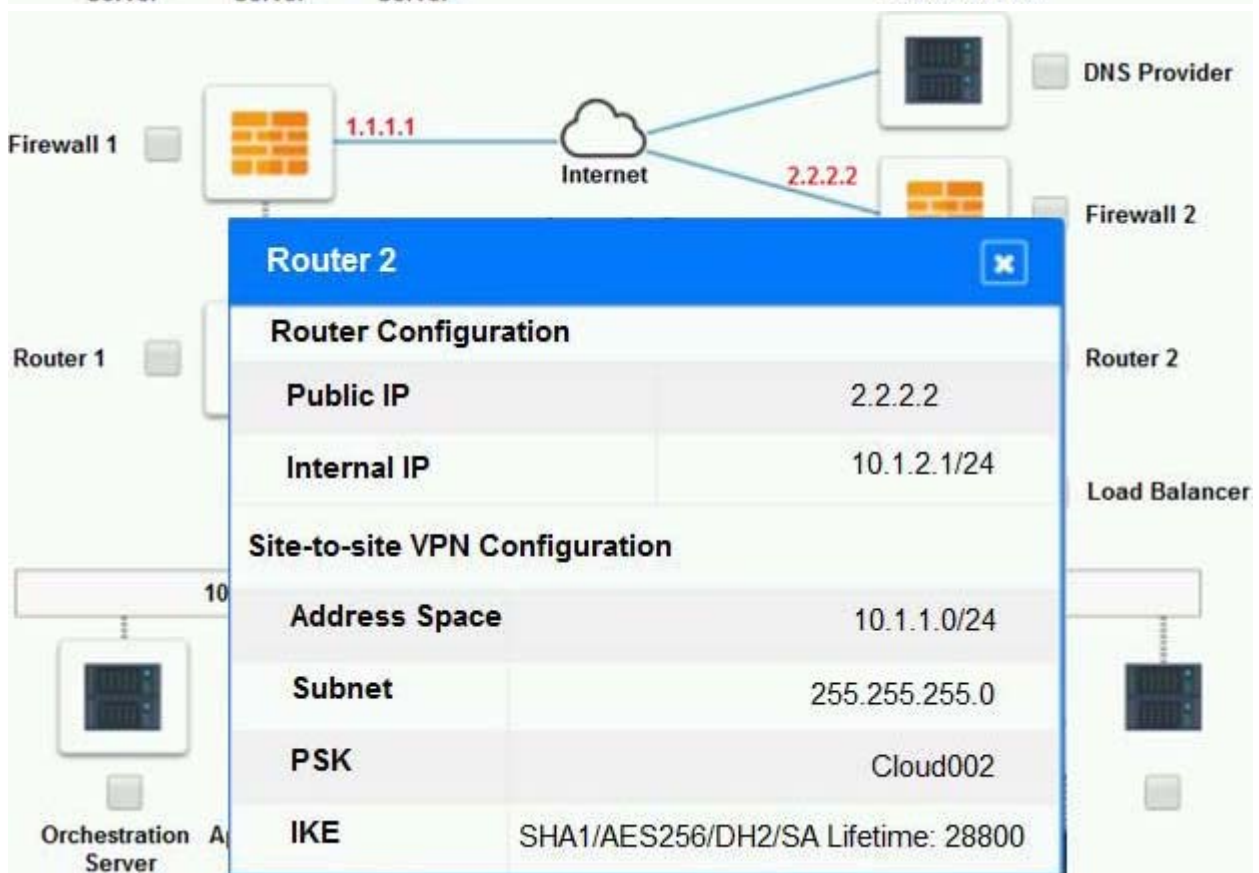 DNS Provider
Firewall 1
1.1.1.1
Internet
2.2.2.2
Firewall 2
Router 2
Router Configuration
Router 1
Router 2
Public IP 2.2.2.2
Internal IP 10.1.2.1/24
Load Balancer
Site-to-site VPN Configuration
10
Address Space 10.1.1.0/24
Subnet 255.255.255.0
PSK Cloud002
Orchestration
Server
IKE SHA1/AES256/DH2/SA Lifetime: 28800